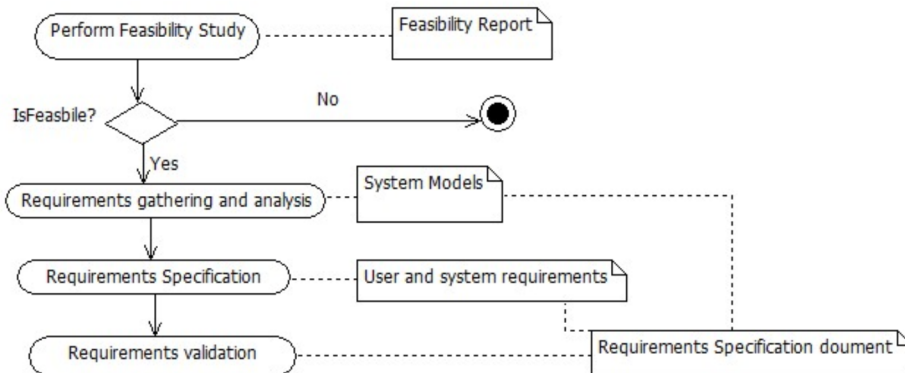 Perform Feasibility Study
Feasibility Report
IsFeasbile?
No
Yes
Requirements gathering and analysis
System Models
Requirements Specification
User and system requirements
Requirements validation
Requirements Specification doument